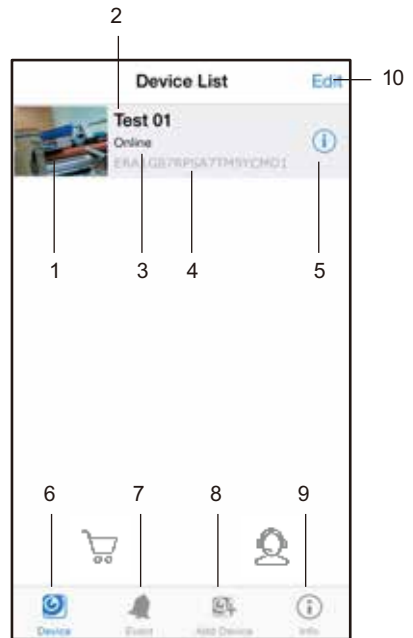 2
Device List
Edit
10
Test 01
Online
1
3
4
5
6
7
8
9
Device
Event
Add Device
Info